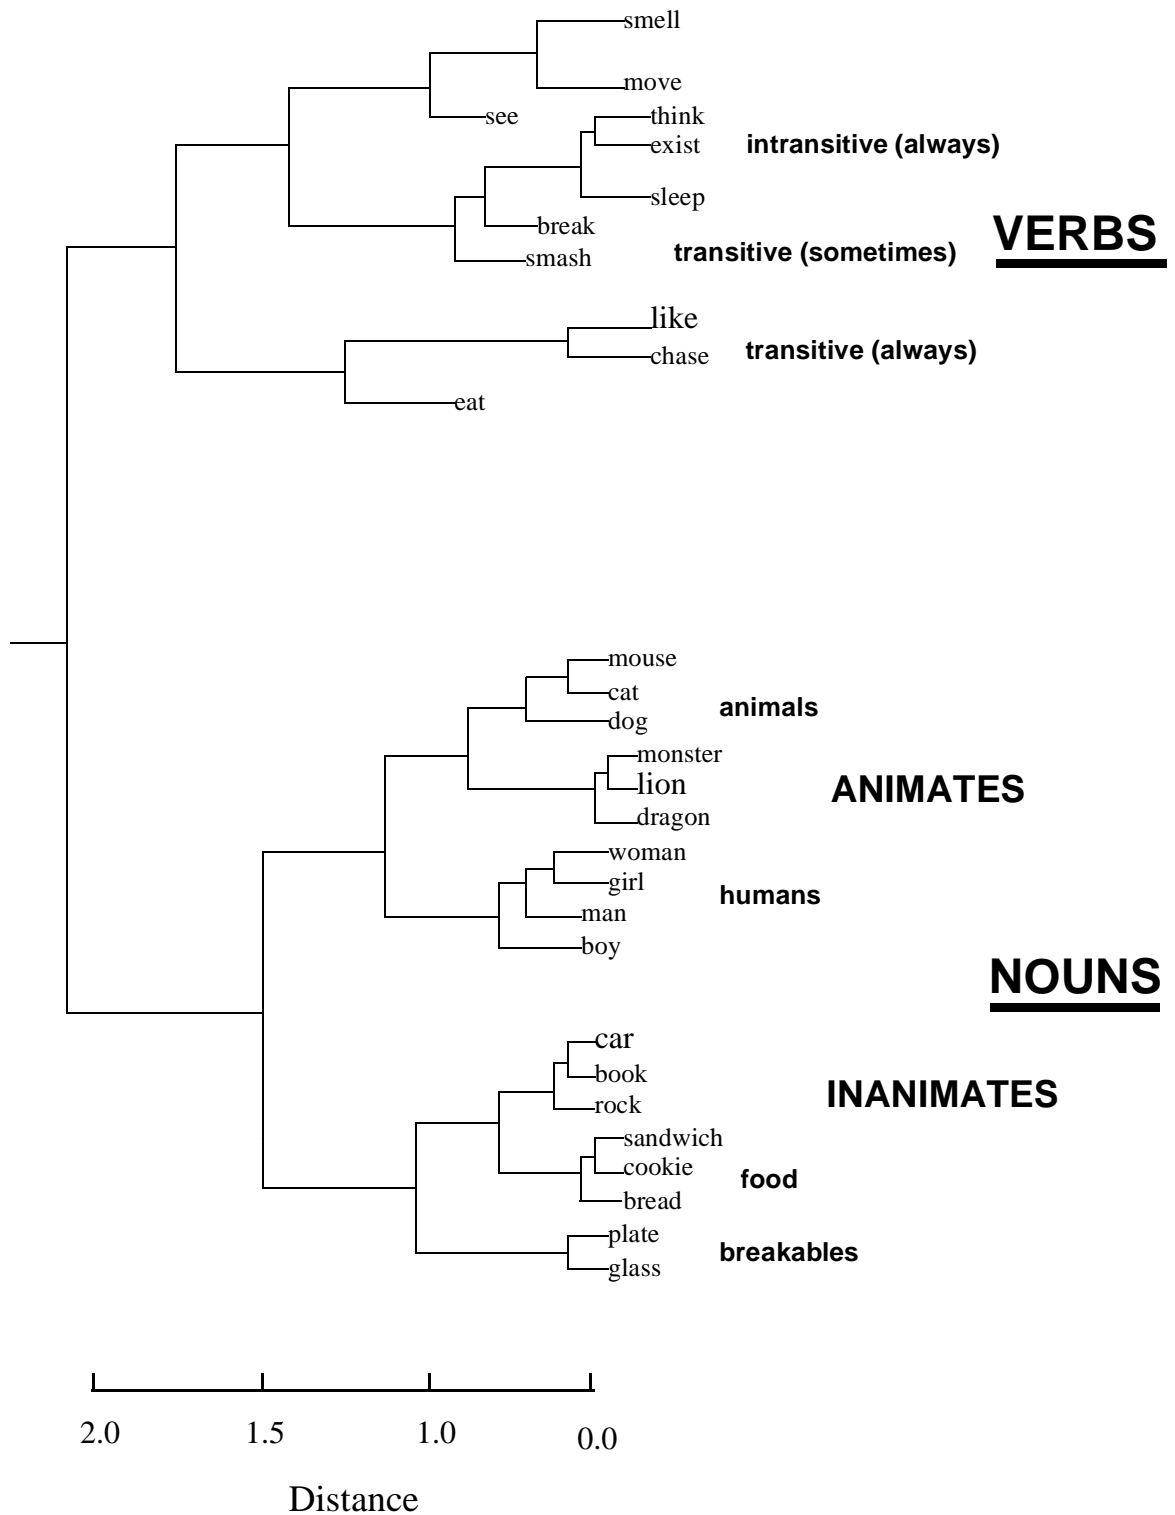 smell
move
see
think
exist
intransitive (always)
sleep
break
VERBS
smash
transitive (sometimes)
like
chase
transitive (always)
eat
mouse
cat
animals
dog
monster
lion
ANIMATES
dragon
woman
girl
humans
man
boy
NOUNS
car
book
INANIMATES
rock
sandwich
cookie
food
bread
plate
breakables
glass
2.0 1.5 1.0 0.0
Distance